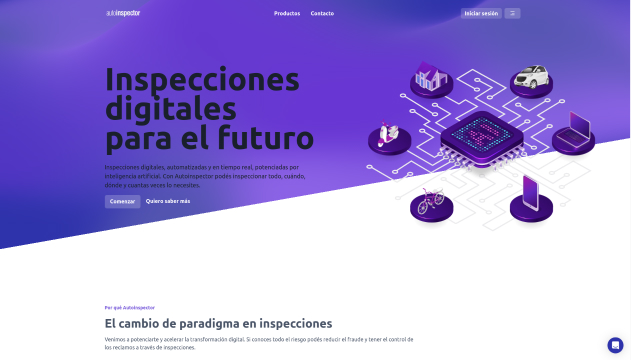 autoinspector
Productos
Contacto
Iniciar sesión
Inspecciones
digitales
para el futuro
Inspecciones digitales, automatizadas y en tiempo real, potenciadas por
inteligencia artificial. Con Autoinspector podés inspeccionar todo, cuándo,
dónde y cuantas veces lo necesites.
Comenzar
Quiero saber más
Por qué AutoInspector
El cambio de paradigma en inspecciones
Venimos a potenciarte y acelerar la transformación digital. Si conoces todo el riesgo podés reducir el fraude y tener el control de
los reclamos a través de inspecciones.